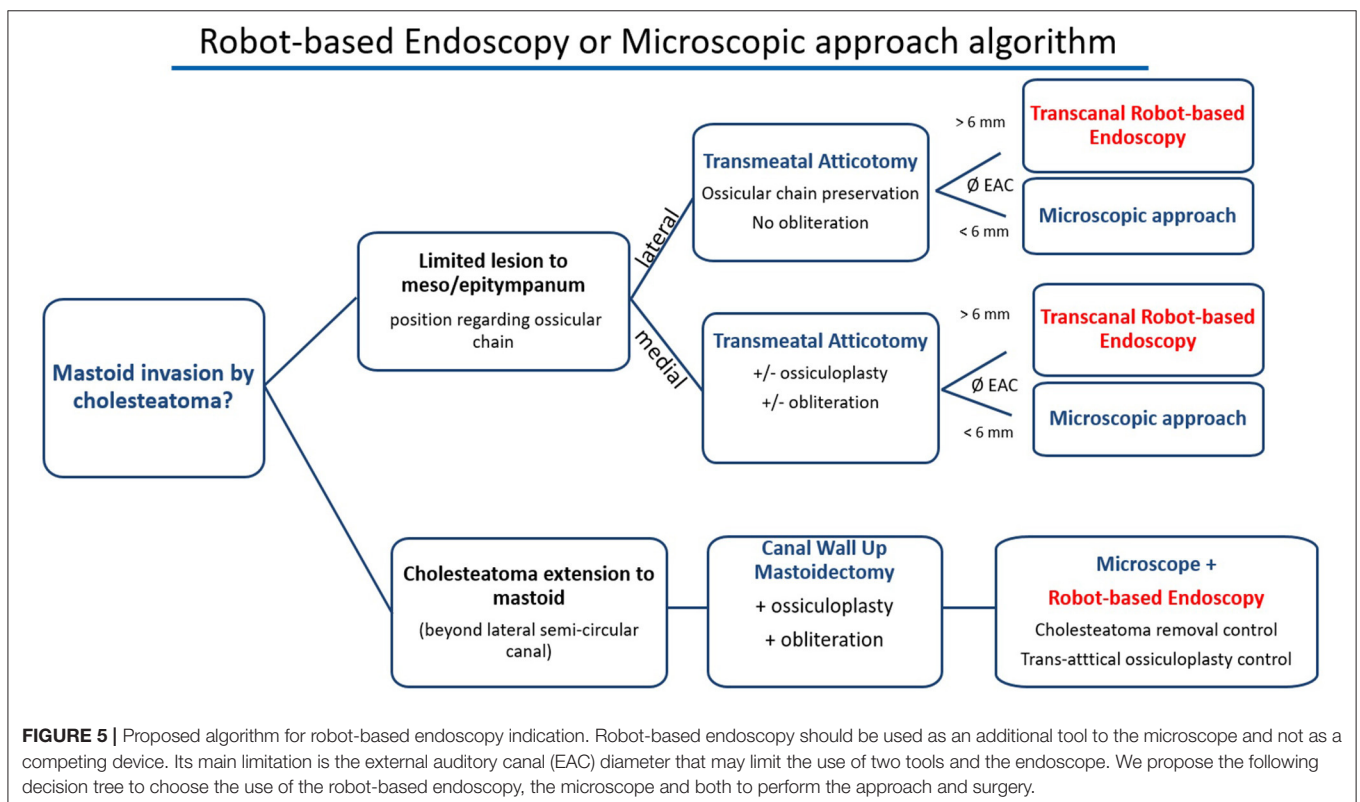 Robot-based Endoscopy or Microscopic approach algorithm
Mastoid invasion by
cholesteatoma?
Limited lesion to
meso/epitympanum
position regarding ossicular
chain
lateral
medial
Transmeatal Atticotomy
Ossicular chain preservation
No obliteration
> 6 mm
Ø EAC
< 6 mm
Transcanal Robot-based
Endoscopy
Microscopic approach
Transmeatal Atticotomy
+/- ossiculoplasty
+/- obliteration
> 6 mm
Ø EAC
< 6 mm
Transcanal Robot-based
Endoscopy
Microscopic approach
Cholesteatoma extension to
mastoid
(beyond lateral semi-circular
canal)
Canal Wall Up
Mastoidectomy
+ ossiculoplasty
+ obliteration
Microscope +
Robot-based Endoscopy
Cholesteatoma removal control
Trans-atttical ossiculoplasty control
FIGURE 5 | Proposed algorithm for robot-based endoscopy indication. Robot-based endoscopy should be used as an additional tool to the microscope and not as a
competing device. Its main limitation is the external auditory canal (EAC) diameter that may limit the use of two tools and the endoscope. We propose the following
decision tree to choose the use of the robot-based endoscopy, the microscope and both to perform the approach and surgery.